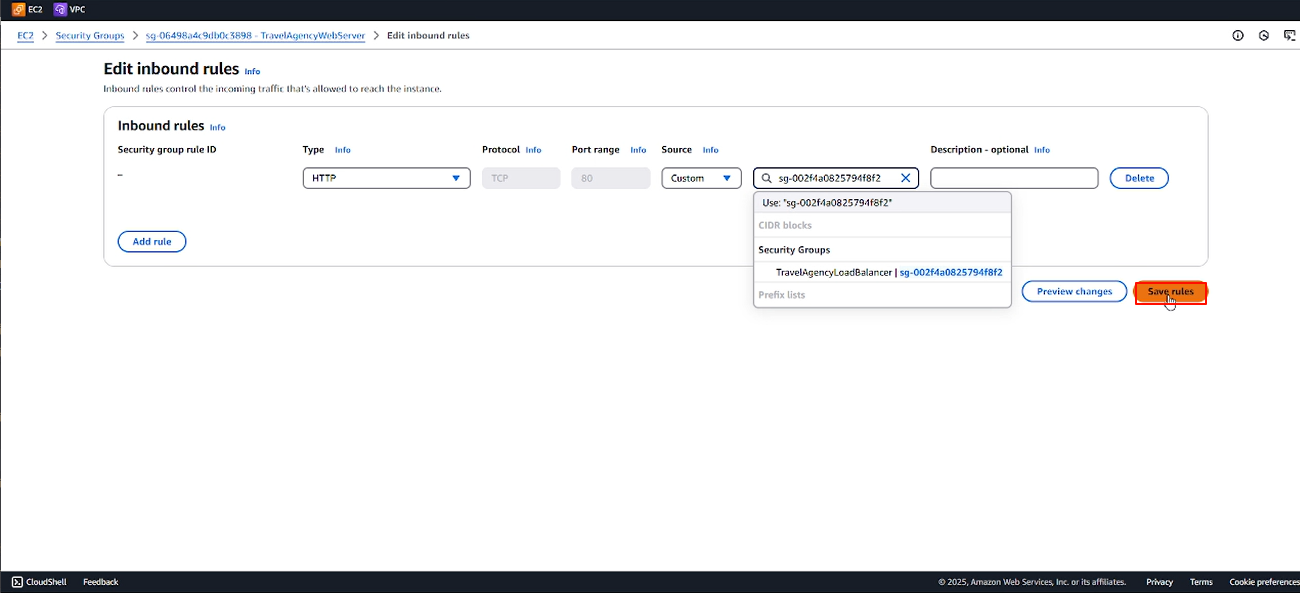 EC2 VPC
EC2 > Security Groups > sg-06498a4c9db0c3898 - TravelAgencyWebServer > Edit inbound rules
Edit inbound rules Info
Inbound rules control the incoming traffic that's allowed to reach the instance.
Inbound rules Info
Security group rule ID Type Info Protocol Info Port range Info Source Info Description - optional Info
– HTTP TCP 80 Custom sg-002f4a0825794f8f2 Delete
Use: "sg-002f4a0825794f8f2"
CIDR blocks
Add rule
Security Groups
TravelAgencyLoadBalancer | sg-002f4a0825794f8f2
Prefix lists
Preview changes Save rules
CloudShell Feedback © 2025, Amazon Web Services, Inc. or its affiliates. Privacy Terms Cookie preferences